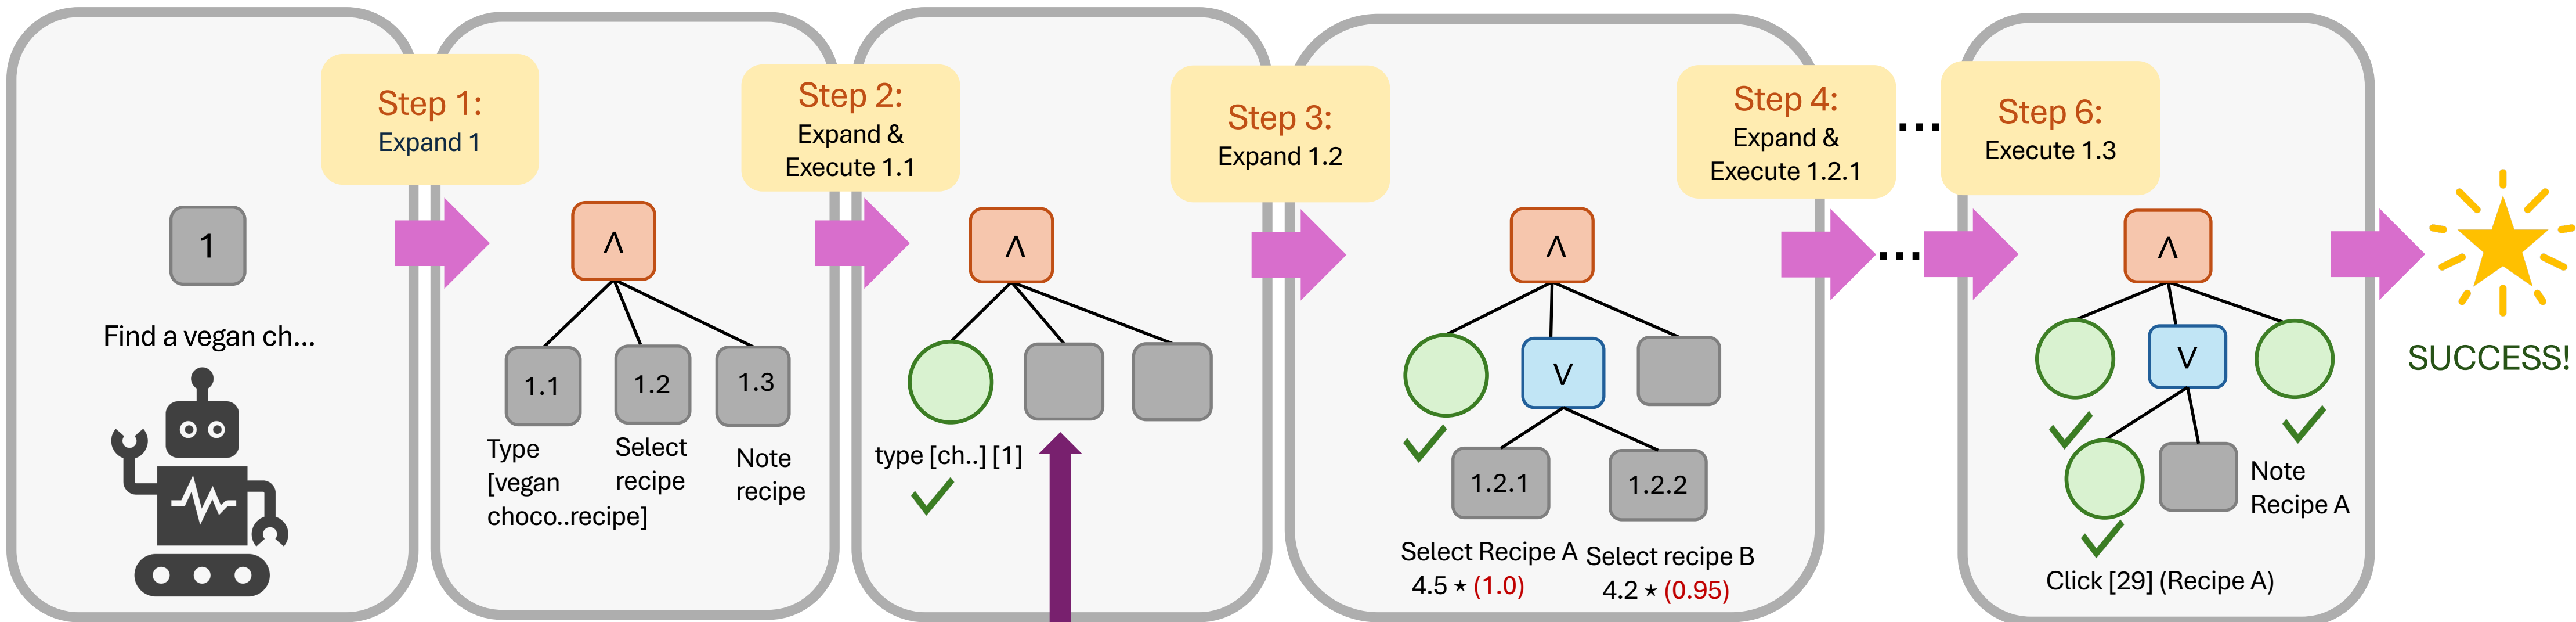 1
Find a vegan ch...
Step 1:
Expand 1
Λ
1.1
1.2
1.3
Type
[vegan
choco..recipe]
Select
recipe
Note
recipe
Step 2:
Expand &
Execute 1.1
Λ
type [ch..] [1]
Step 3:
Expand 1.2
Λ
V
1.2.1
1.2.2
Select Recipe A
4.5 ⋆ (1.0)
Select recipe B
4.2 ⋆ (0.95)
Step 4:
Expand &
Execute 1.2.1
...
...
Step 6:
Execute 1.3
Λ
V
Note
Recipe A
Click [29] (Recipe A)
SUCCESS!